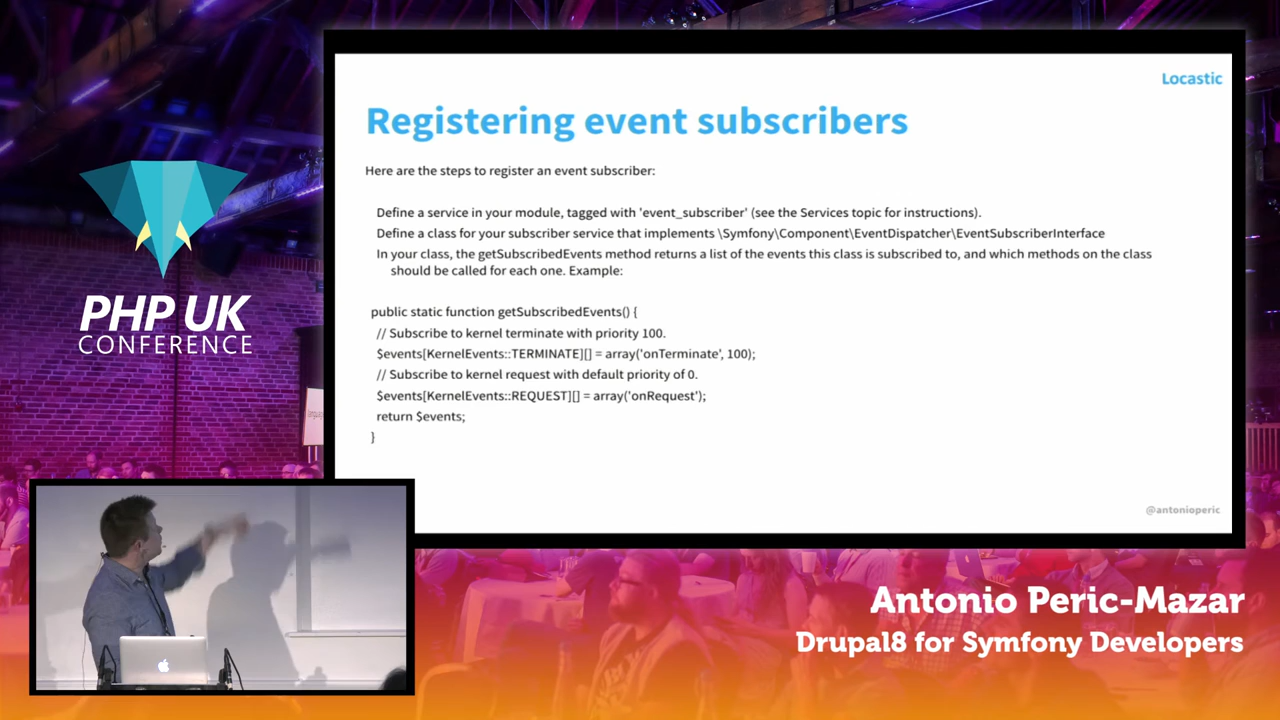 Locastic
Registering event subscribers
Here are the steps to register an event subscriber:
Define a service in your module, tagged with 'event_subscriber' (see the Services topic for instructions).
Define a class for your subscriber service that implements \Symfony\Component\EventDispatcher\EventSubscriberInterface
In your class, the getSubscribedEvents method returns a list of the events this class is subscribed to, and which methods on the class
should be called for each one. Example:
public static function getSubscribedEvents() {
// Subscribe to kernel terminate with priority 100.
$events[KernelEvents::TERMINATE][] = array('onTerminate', 100);
// Subscribe to kernel request with default priority of 0.
$events[KernelEvents::REQUEST][] = array('onRequest');
return $events;
}
@antonioperic
PHP UK
CONFERENCE
Antonio Peric-Mazar
Drupal8 for Symfony Developers